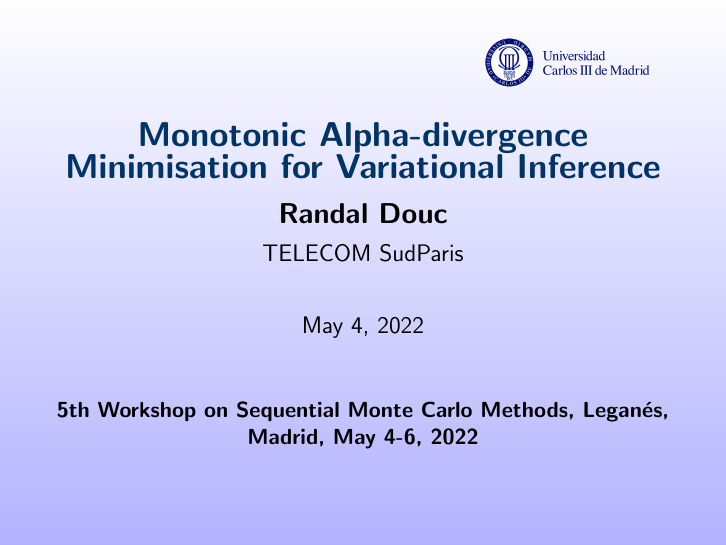 Universidad
Carlos III de Madrid
Monotonic Alpha-divergence
Minimisation for Variational Inference
Randal Douc
TELECOM SudParis
May 4, 2022
5th Workshop on Sequential Monte Carlo Methods, Leganés,
Madrid, May 4-6, 2022